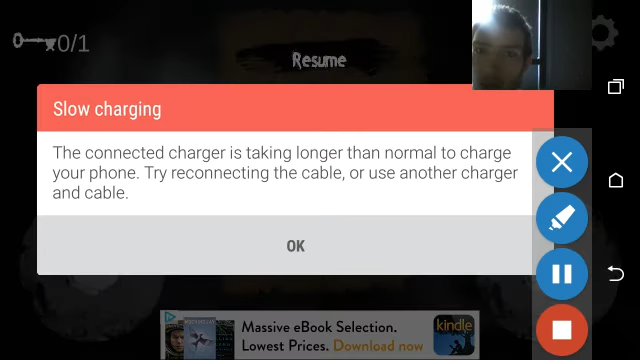 0/1
Resume
Slow charging
The connected charger is taking longer than normal to charge
your phone. Try reconnecting the cable, or use another charger
and cable.
OK
Massive eBook Selection.
Lowest Prices. Download now
kindle